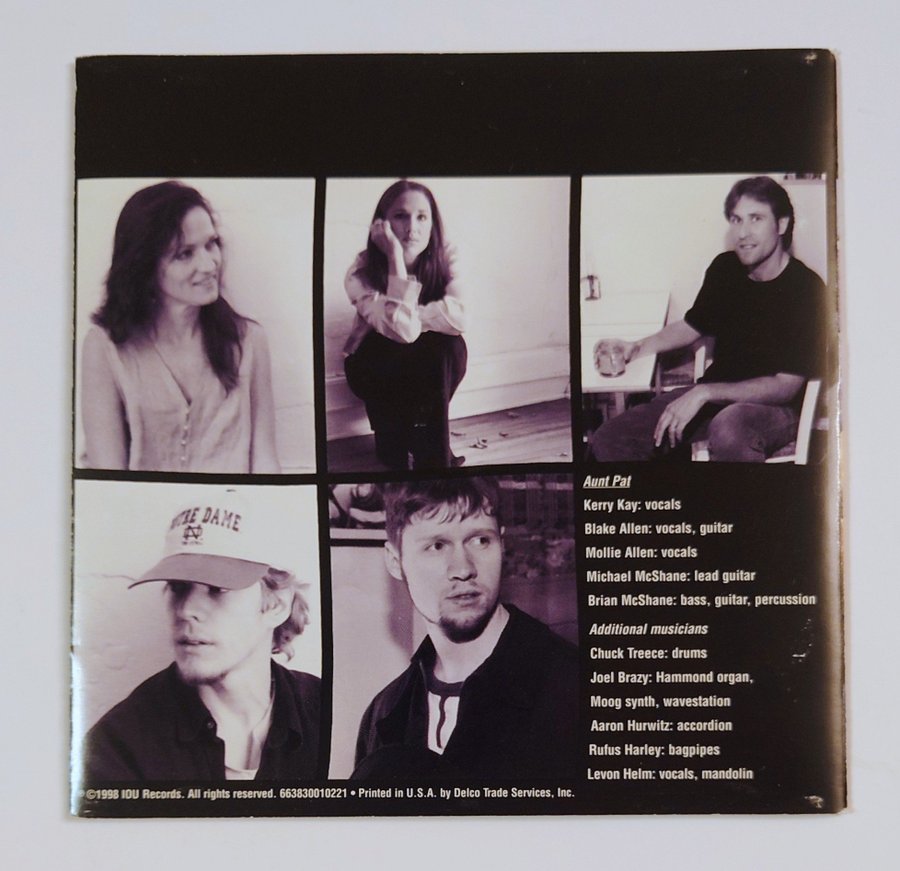 NOTRE DAME
Aunt Pat
Kerry Kay: vocals
Blake Allen: vocals, guitar
Mollie Allen: vocals
Michael McShane: lead guitar
Brian McShane: bass, guitar, percussion
Additional musicians
Chuck Treece: drums
Joel Brazy: Hammond organ,
Moog synth, wavestation
Aaron Hurwitz: accordion
Rufus Harley: bagpipes
Levon Helm: vocals, mandolin
℗©1998 IOU Records. All rights reserved. 663830010221 • Printed in U.S.A. by Delco Trade Services, Inc.